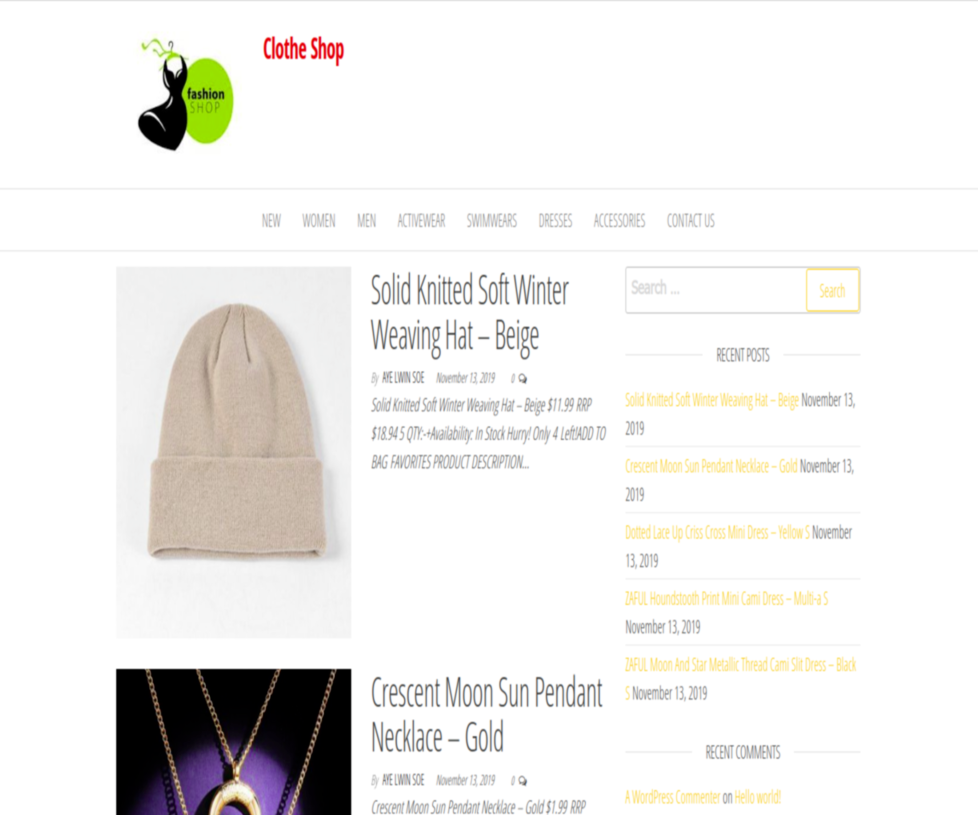 fashion
SHOP
Clothe Shop
NEW WOMEN MEN ACTIVEWEAR SWIMWEARS DRESSES ACCESSORIES CONTACT US
Solid Knitted Soft Winter
Weaving Hat – Beige
By AYE LWIN SOE November 13, 2019 0
Solid Knitted Soft Winter Weaving Hat – Beige $11.99 RRP
$18.94 5 QTY:-+Availability: In Stock Hurry! Only 4 Left!ADD TO
BAG FAVORITES PRODUCT DESCRIPTION...
Crescent Moon Sun Pendant
Necklace – Gold
By AYE LWIN SOE November 13, 2019 0
Crescent Moon Sun Pendant Necklace – Gold $1.99 RRP
Search ...
Search
RECENT POSTS
Solid Knitted Soft Winter Weaving Hat – Beige November 13,
2019
Crescent Moon Sun Pendant Necklace – Gold November 13,
2019
Dotted Lace Up Criss Cross Mini Dress – Yellow S November
13, 2019
ZAFUL Houndstooth Print Mini Cami Dress – Multi-a S
November 13, 2019
ZAFUL Moon And Star Metallic Thread Cami Slit Dress – Black
S November 13, 2019
RECENT COMMENTS
A WordPress Commenter on Hello world!